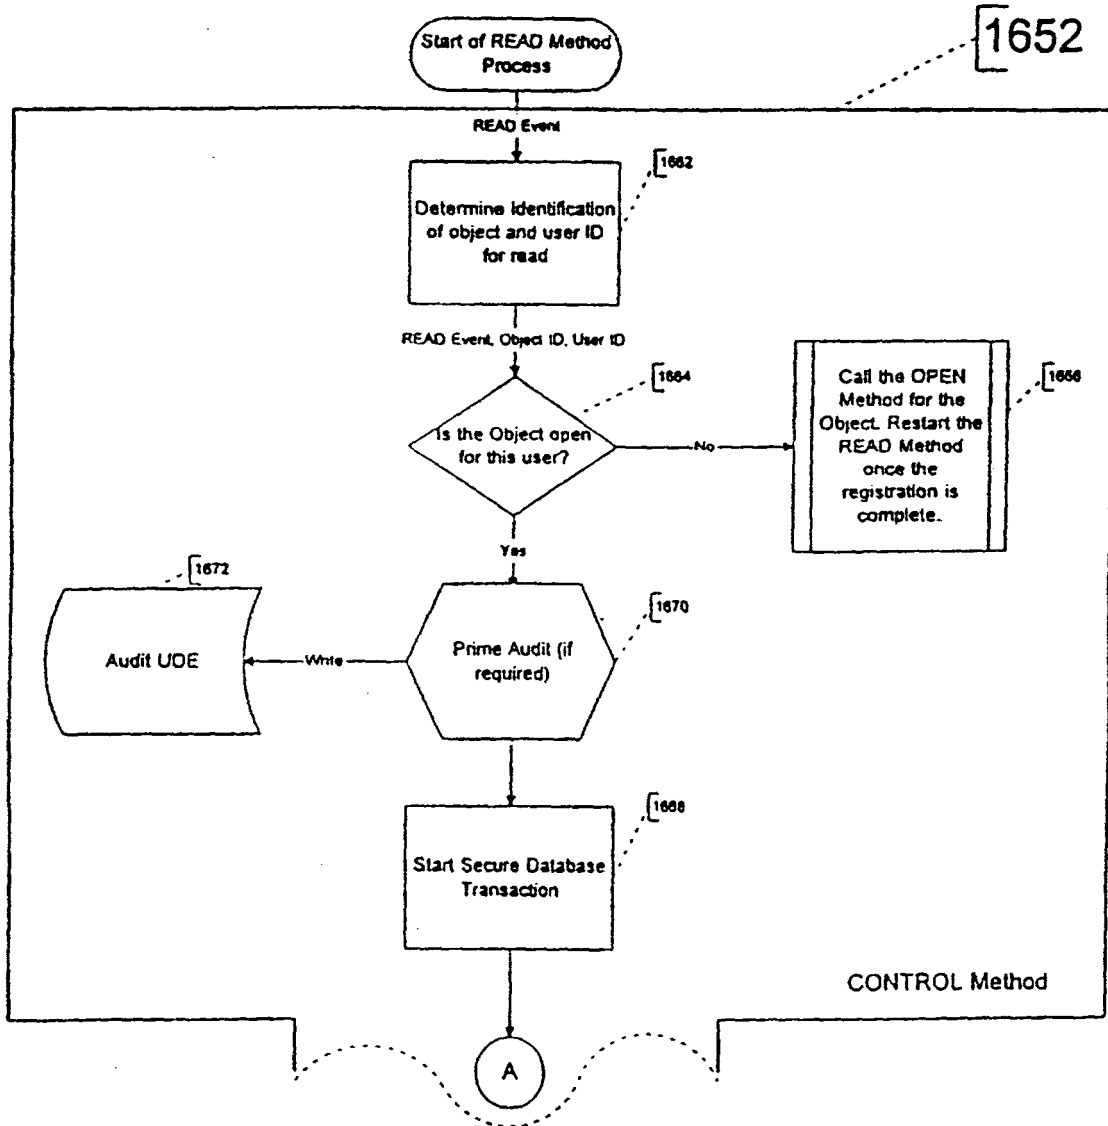 Start of READ Method
Process
1652
READ Event
1662
Determine Identification
of object and user ID
for read
READ Event, Object ID, User ID
1664
Is the Object open
for this user?
No
Call the OPEN
Method for the
Object. Restart the
READ Method
once the
registration is
complete.
1666
Yes
1672
Audit UDE
Write
Prime Audit (if
required)
1670
1668
Start Secure Database
Transaction
CONTROL Method
A